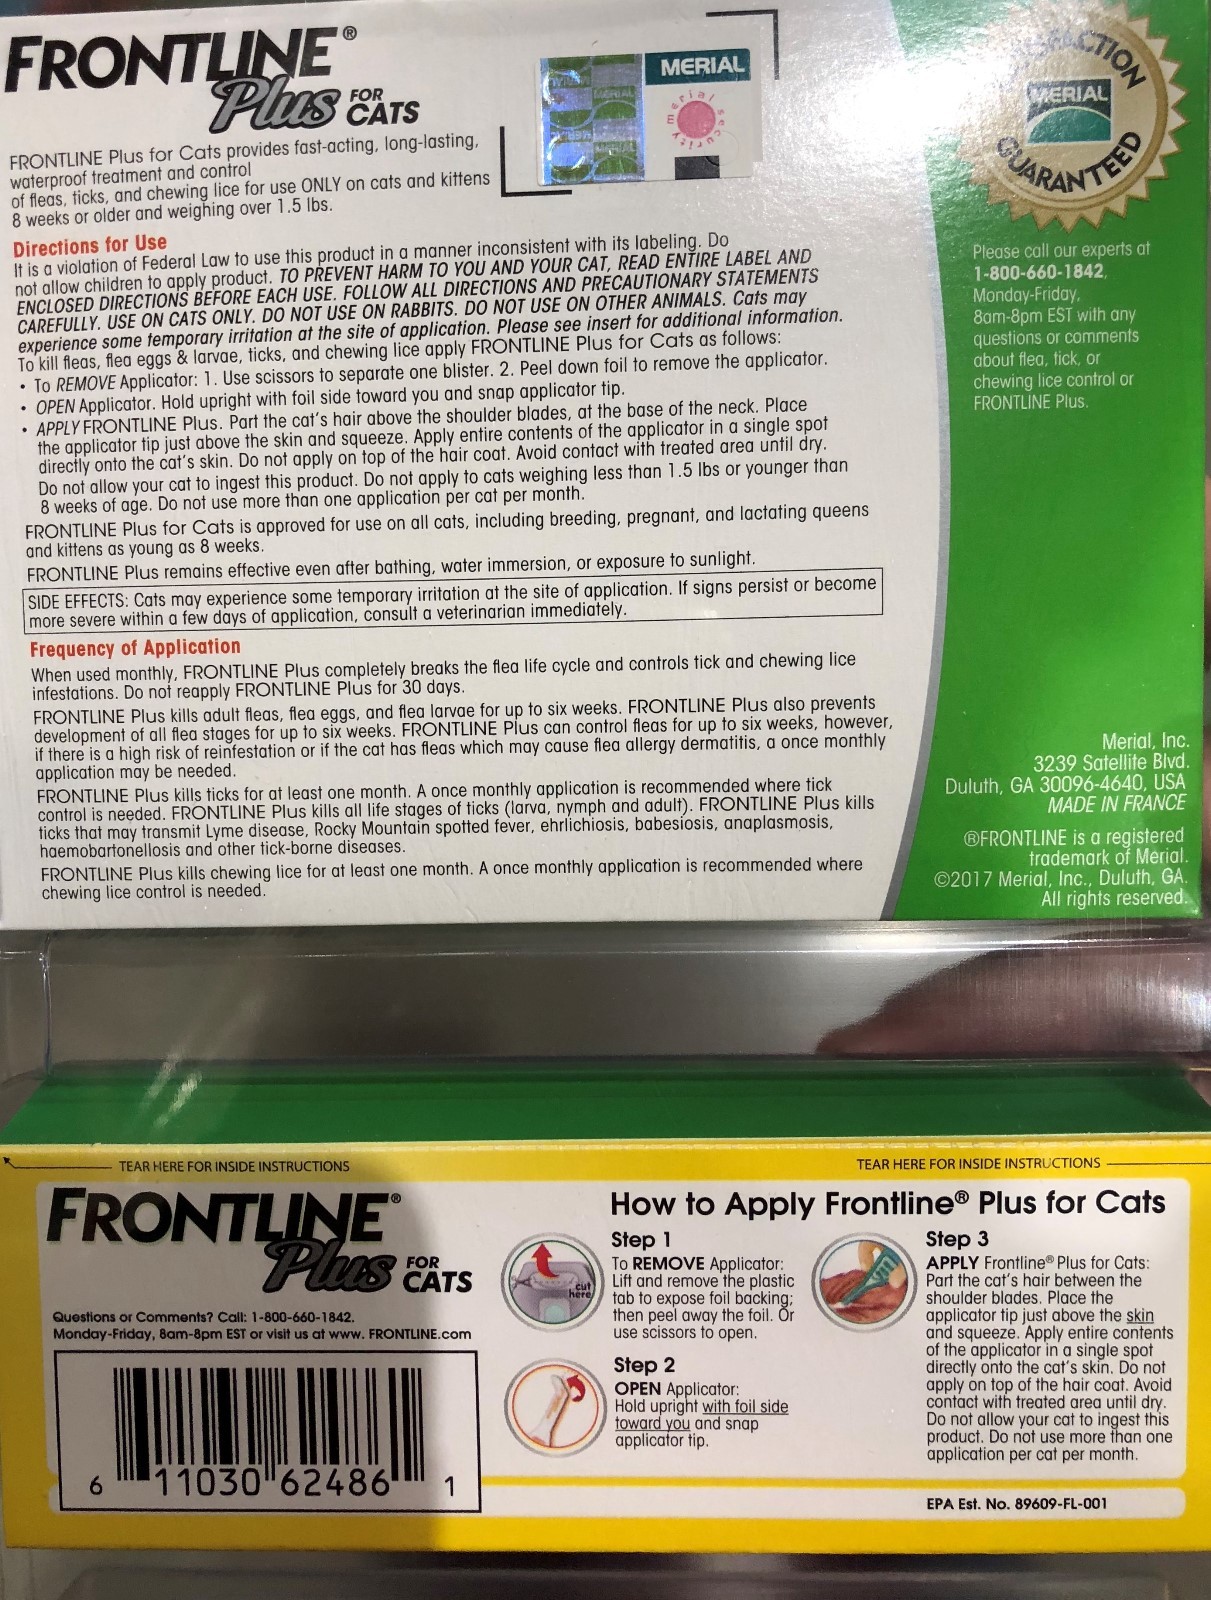 FRONTLINE®
Plus FOR CATS
FRONTLINE Plus for Cats provides fast-acting, long-lasting,
waterproof treatment and control
of fleas, ticks, and chewing lice for use ONLY on cats and kittens
8 weeks or older and weighing over 1.5 lbs.
MERIAL
merial security
MERIAL
MERIAL
SATISFACTION
MERIAL
GUARANTEED
Directions for Use
It is a violation of Federal Law to use this product in a manner inconsistent with its labeling. Do
not allow children to apply product. TO PREVENT HARM TO YOU AND YOUR CAT, READ ENTIRE LABEL AND
ENCLOSED DIRECTIONS BEFORE EACH USE. FOLLOW ALL DIRECTIONS AND PRECAUTIONARY STATEMENTS
CAREFULLY. USE ON CATS ONLY. DO NOT USE ON RABBITS. DO NOT USE ON OTHER ANIMALS. Cats may
experience some temporary irritation at the site of application. Please see insert for additional information.
To kill fleas, flea eggs & larvae, ticks, and chewing lice apply FRONTLINE Plus for Cats as follows:
• To REMOVE Applicator: 1. Use scissors to separate one blister. 2. Peel down foil to remove the applicator.
• OPEN Applicator. Hold upright with foil side toward you and snap applicator tip.
• APPLY FRONTLINE Plus. Part the cat's hair above the shoulder blades, at the base of the neck. Place
the applicator tip just above the skin and squeeze. Apply entire contents of the applicator in a single spot
directly onto the cat's skin. Do not apply on top of the hair coat. Avoid contact with treated area until dry.
Do not allow your cat to ingest this product. Do not apply to cats weighing less than 1.5 lbs or younger than
8 weeks of age. Do not use more than one application per cat per month.
FRONTLINE Plus for Cats is approved for use on all cats, including breeding, pregnant, and lactating queens
and kittens as young as 8 weeks.
FRONTLINE Plus remains effective even after bathing, water immersion, or exposure to sunlight.
SIDE EFFECTS: Cats may experience some temporary irritation at the site of application. If signs persist or become
more severe within a few days of application, consult a veterinarian immediately.
Frequency of Application
When used monthly, FRONTLINE Plus completely breaks the flea life cycle and controls tick and chewing lice
infestations. Do not reapply FRONTLINE Plus for 30 days.
FRONTLINE Plus kills adult fleas, flea eggs, and flea larvae for up to six weeks. FRONTLINE Plus also prevents
development of all flea stages for up to six weeks. FRONTLINE Plus can control fleas for up to six weeks, however,
if there is a high risk of reinfestation or if the cat has fleas which may cause flea allergy dermatitis, a once monthly
application may be needed.
FRONTLINE Plus kills ticks for at least one month. A once monthly application is recommended where tick
control is needed. FRONTLINE Plus kills all life stages of ticks (larva, nymph and adult). FRONTLINE Plus kills
ticks that may transmit Lyme disease, Rocky Mountain spotted fever, ehrlichiosis, babesiosis, anaplasmosis,
haemobartonellosis and other tick-borne diseases.
FRONTLINE Plus kills chewing lice for at least one month. A once monthly application is recommended where
chewing lice control is needed.
Please call our experts at
1-800-660-1842,
Monday-Friday,
8am-8pm EST with any
questions or comments
about flea, tick, or
chewing lice control or
FRONTLINE Plus.
Merial, Inc.
3239 Satellite Blvd.
Duluth, GA 30096-4640, USA
MADE IN FRANCE
®FRONTLINE is a registered
trademark of Merial.
©2017 Merial, Inc., Duluth, GA.
All rights reserved.
TEAR HERE FOR INSIDE INSTRUCTIONS
TEAR HERE FOR INSIDE INSTRUCTIONS
FRONTLINE®
Plus FOR CATS
Questions or Comments? Call: 1-800-660-1842.
Monday-Friday, 8am-8pm EST or visit us at www. FRONTLINE.com
6 11030 62486 1
How to Apply Frontline® Plus for Cats
cut here
Step 1
To REMOVE Applicator:
Lift and remove the plastic
tab to expose foil backing;
then peel away the foil. Or
use scissors to open.
Step 2
OPEN Applicator:
Hold upright with foil side
toward you and snap
applicator tip.
Step 3
APPLY Frontline® Plus for Cats:
Part the cat's hair between the
shoulder blades. Place the
applicator tip just above the skin
and squeeze. Apply entire contents
of the applicator in a single spot
directly onto the cat's skin. Do not
apply on top of the hair coat. Avoid
contact with treated area until dry.
Do not allow your cat to ingest this
product. Do not use more than one
application per cat per month.
EPA Est. No. 89609-FL-001